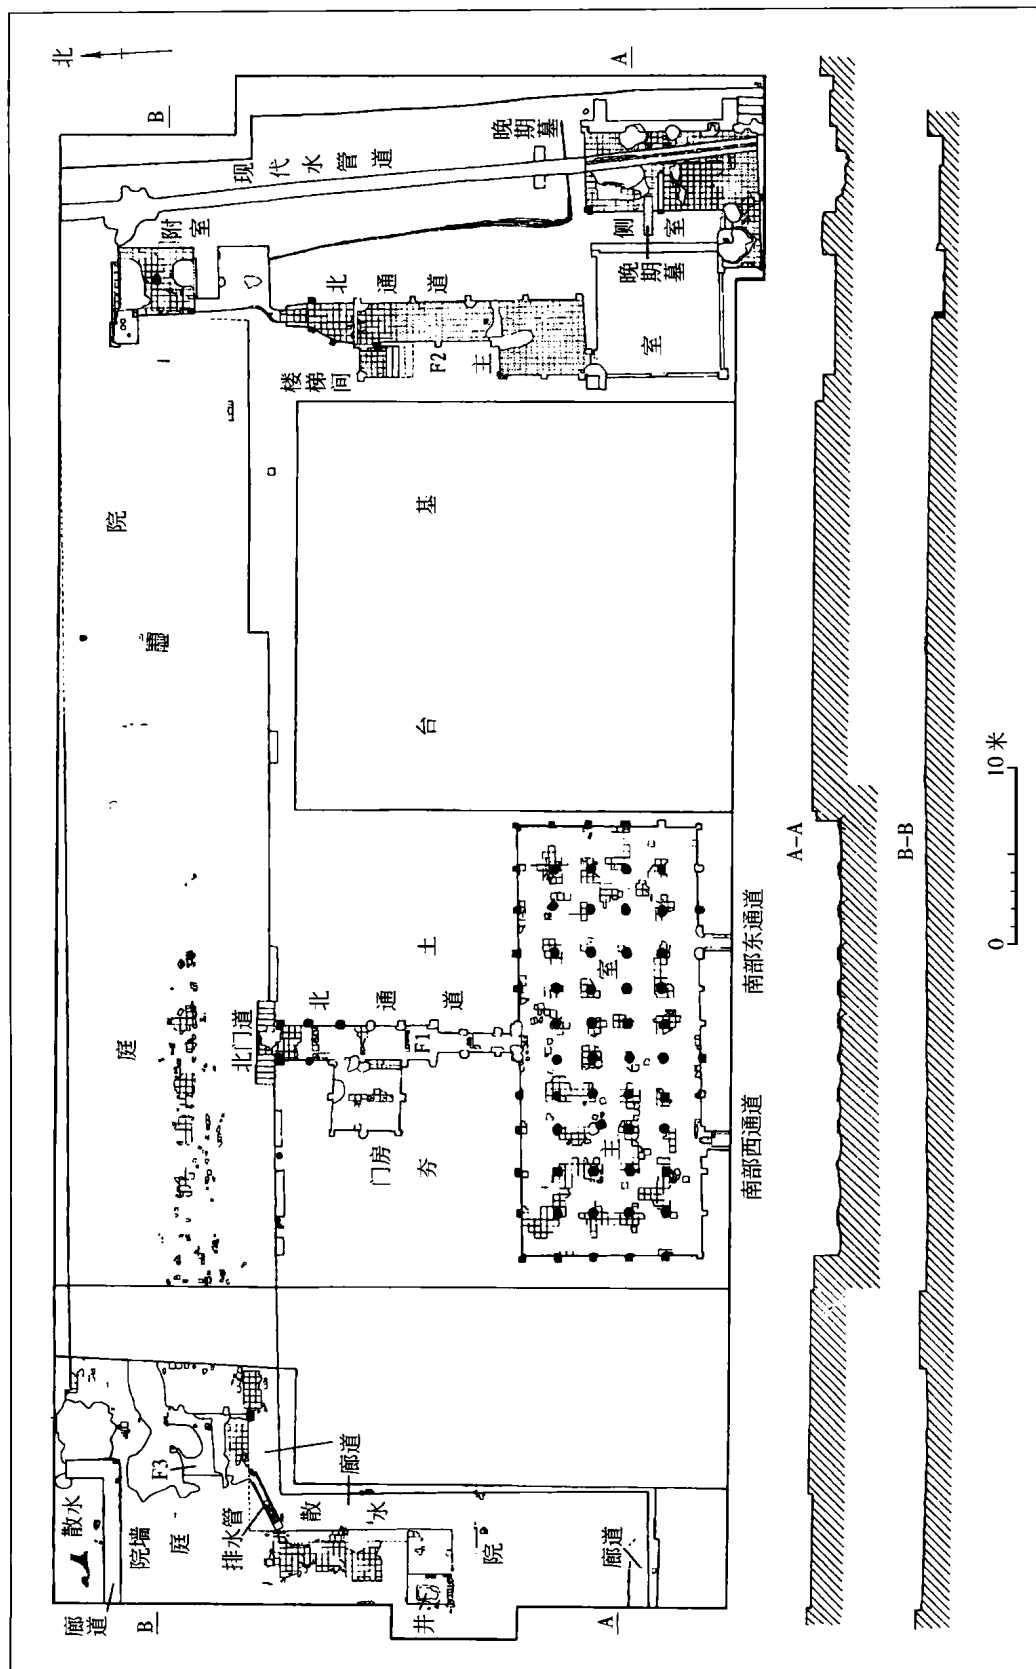 北
A
B
现代水管道
晚期墓
附室
侧室
晚期墓
北通道
楼梯间
F2
主室
院
基
台
庭
土
北门道
北通道
F1
门房
夯
主室
南部东通道
南部西通道
散水
院墙
F3
庭
廊道
排水管
散水
廊道
院
廊道
廊道
井
B
A
A-A
B-B
0 10米